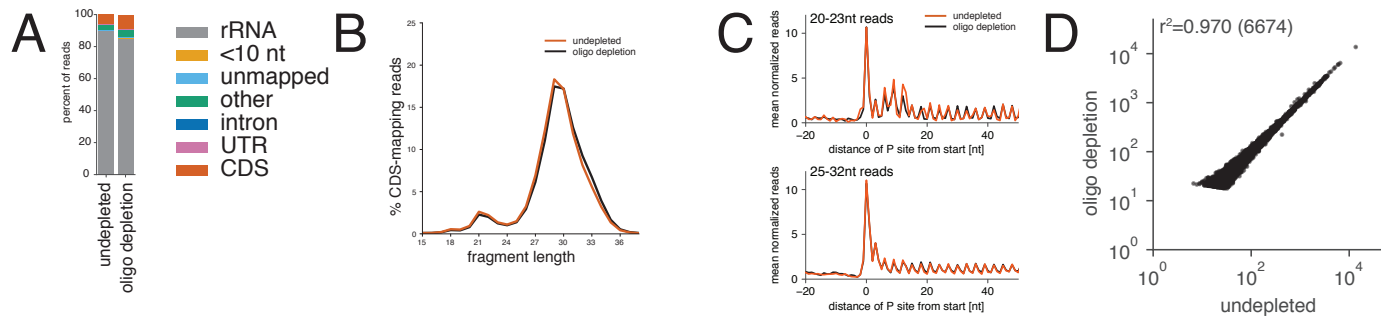 A
percent of reads
100
80
60
40
20
0
undepleted
oligo depletion
rRNA
<10 nt
unmapped
other
intron
UTR
CDS
B
% CDS-mapping reads
25
20
15
10
5
0
undepleted
oligo depletion
15 18 21 24 27 30 33 36
fragment length
C
20-23nt reads
undepleted
oligo depletion
mean normalized reads
10
5
0
−20 0 20 40
distance of P site from start [nt]
25-32nt reads
mean normalized reads
10
5
0
−20 0 20 40
distance of P site from start [nt]
D
r²=0.970 (6674)
oligo depletion
10⁴
10³
10²
10¹
10⁰
10⁰ 10² 10⁴
undepleted